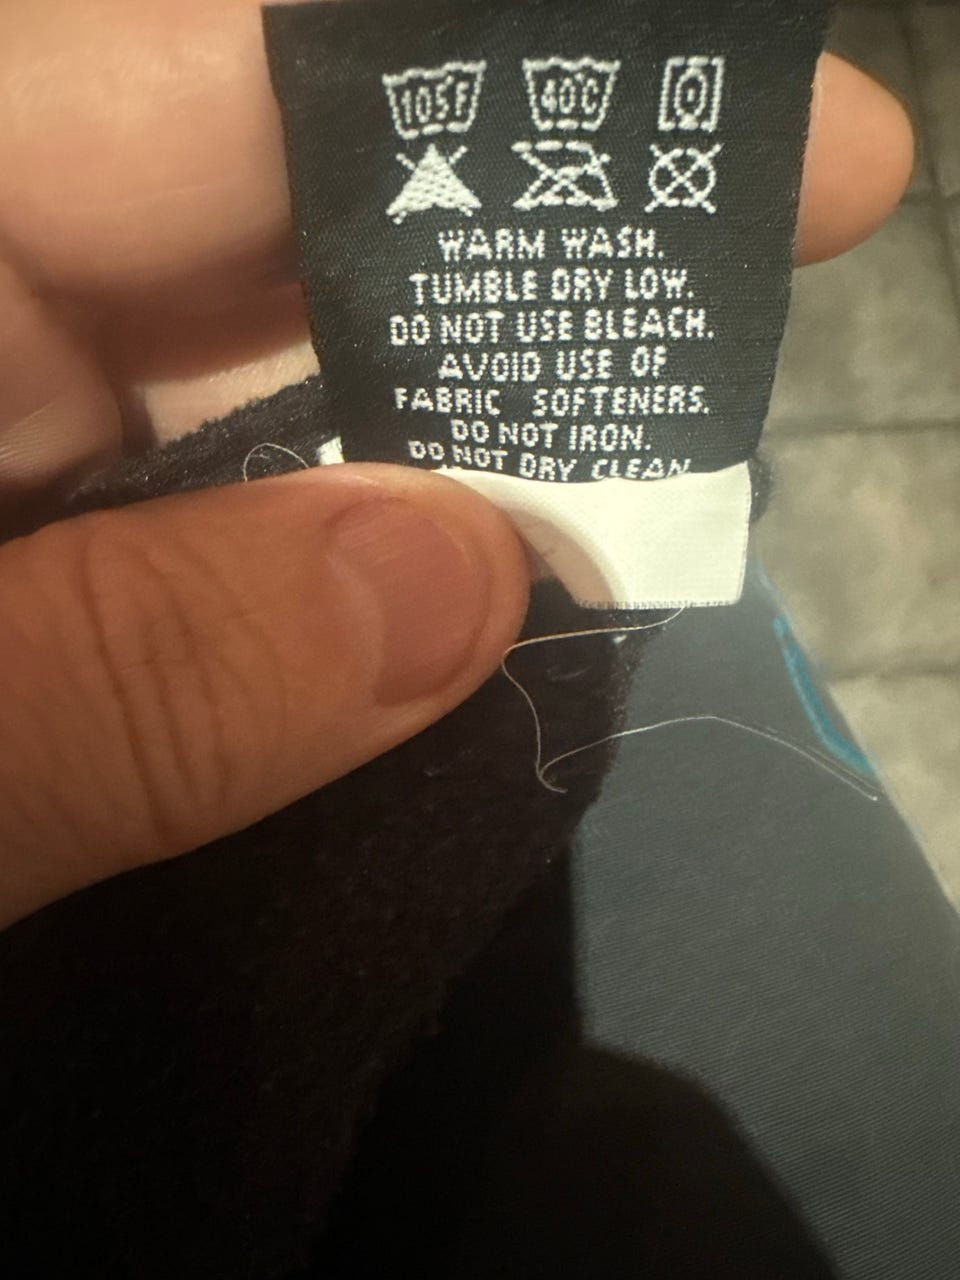 105F 40°C
WARM WASH.
TUMBLE DRY LOW.
DO NOT USE BLEACH.
AVOID USE OF
FABRIC SOFTENERS.
DO NOT IRON.
DO NOT DRY CLEAN